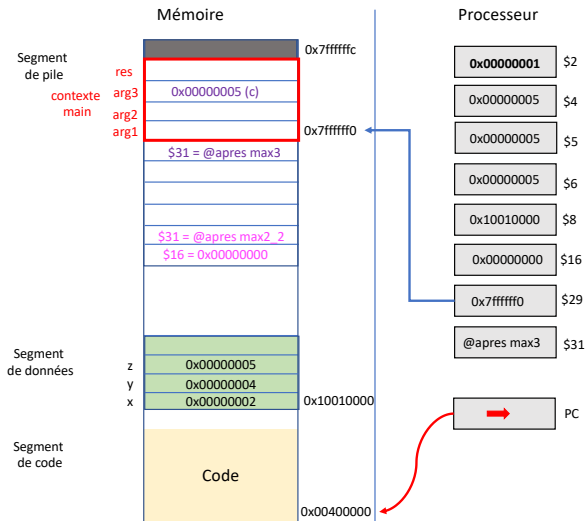 Mémoire
Processeur
0x7ffffffc
Segment
de pile
res
contexte
main
arg3
0x00000005 (c)
arg2
arg1
0x7ffffff0
$31 = @apres max3
$31 = @apres max2_2
$16 = 0x00000000
Segment
de données
z
0x00000005
y
0x00000004
x
0x00000002
0x10010000
Segment
de code
Code
0x00400000
0x00000001
$2
0x00000005
$4
0x00000005
$5
0x00000005
$6
0x10010000
$8
0x00000000
$16
0x7ffffff0
$29
@apres max3
$31
PC